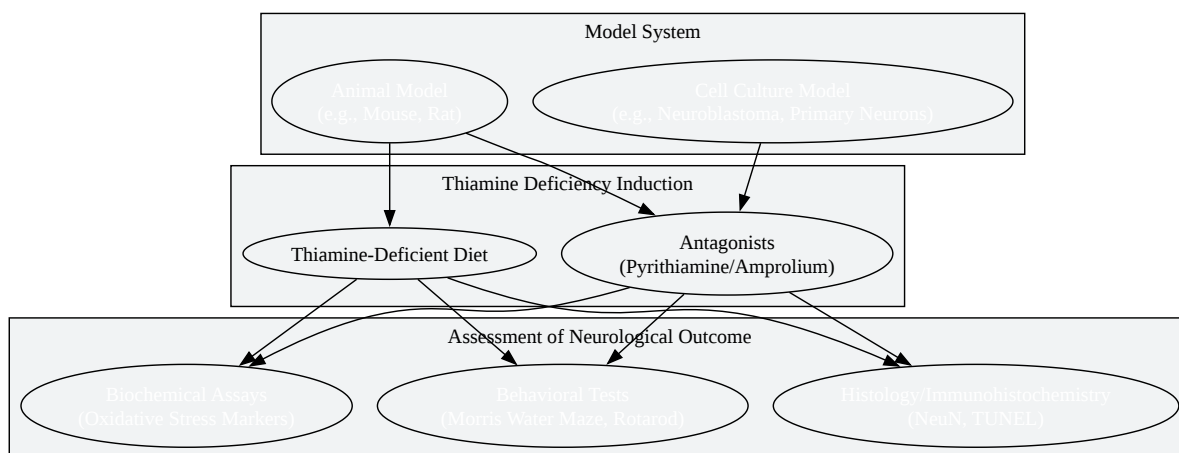 Model System
Animal Model
(e.g., Mouse, Rat)
Cell Culture Model
(e.g., Neuroblastoma, Primary Neurons)
Thiamine Deficiency Induction
Thiamine-Deficient Diet
Antagonists
(Pyrithiamine/Amprolium)
Assessment of Neurological Outcome
Biochemical Assays
(Oxidative Stress Markers)
Behavioral Tests
(Morris Water Maze, Rotarod)
Histology/Immunohistochemistry
(NeuN, TUNEL)